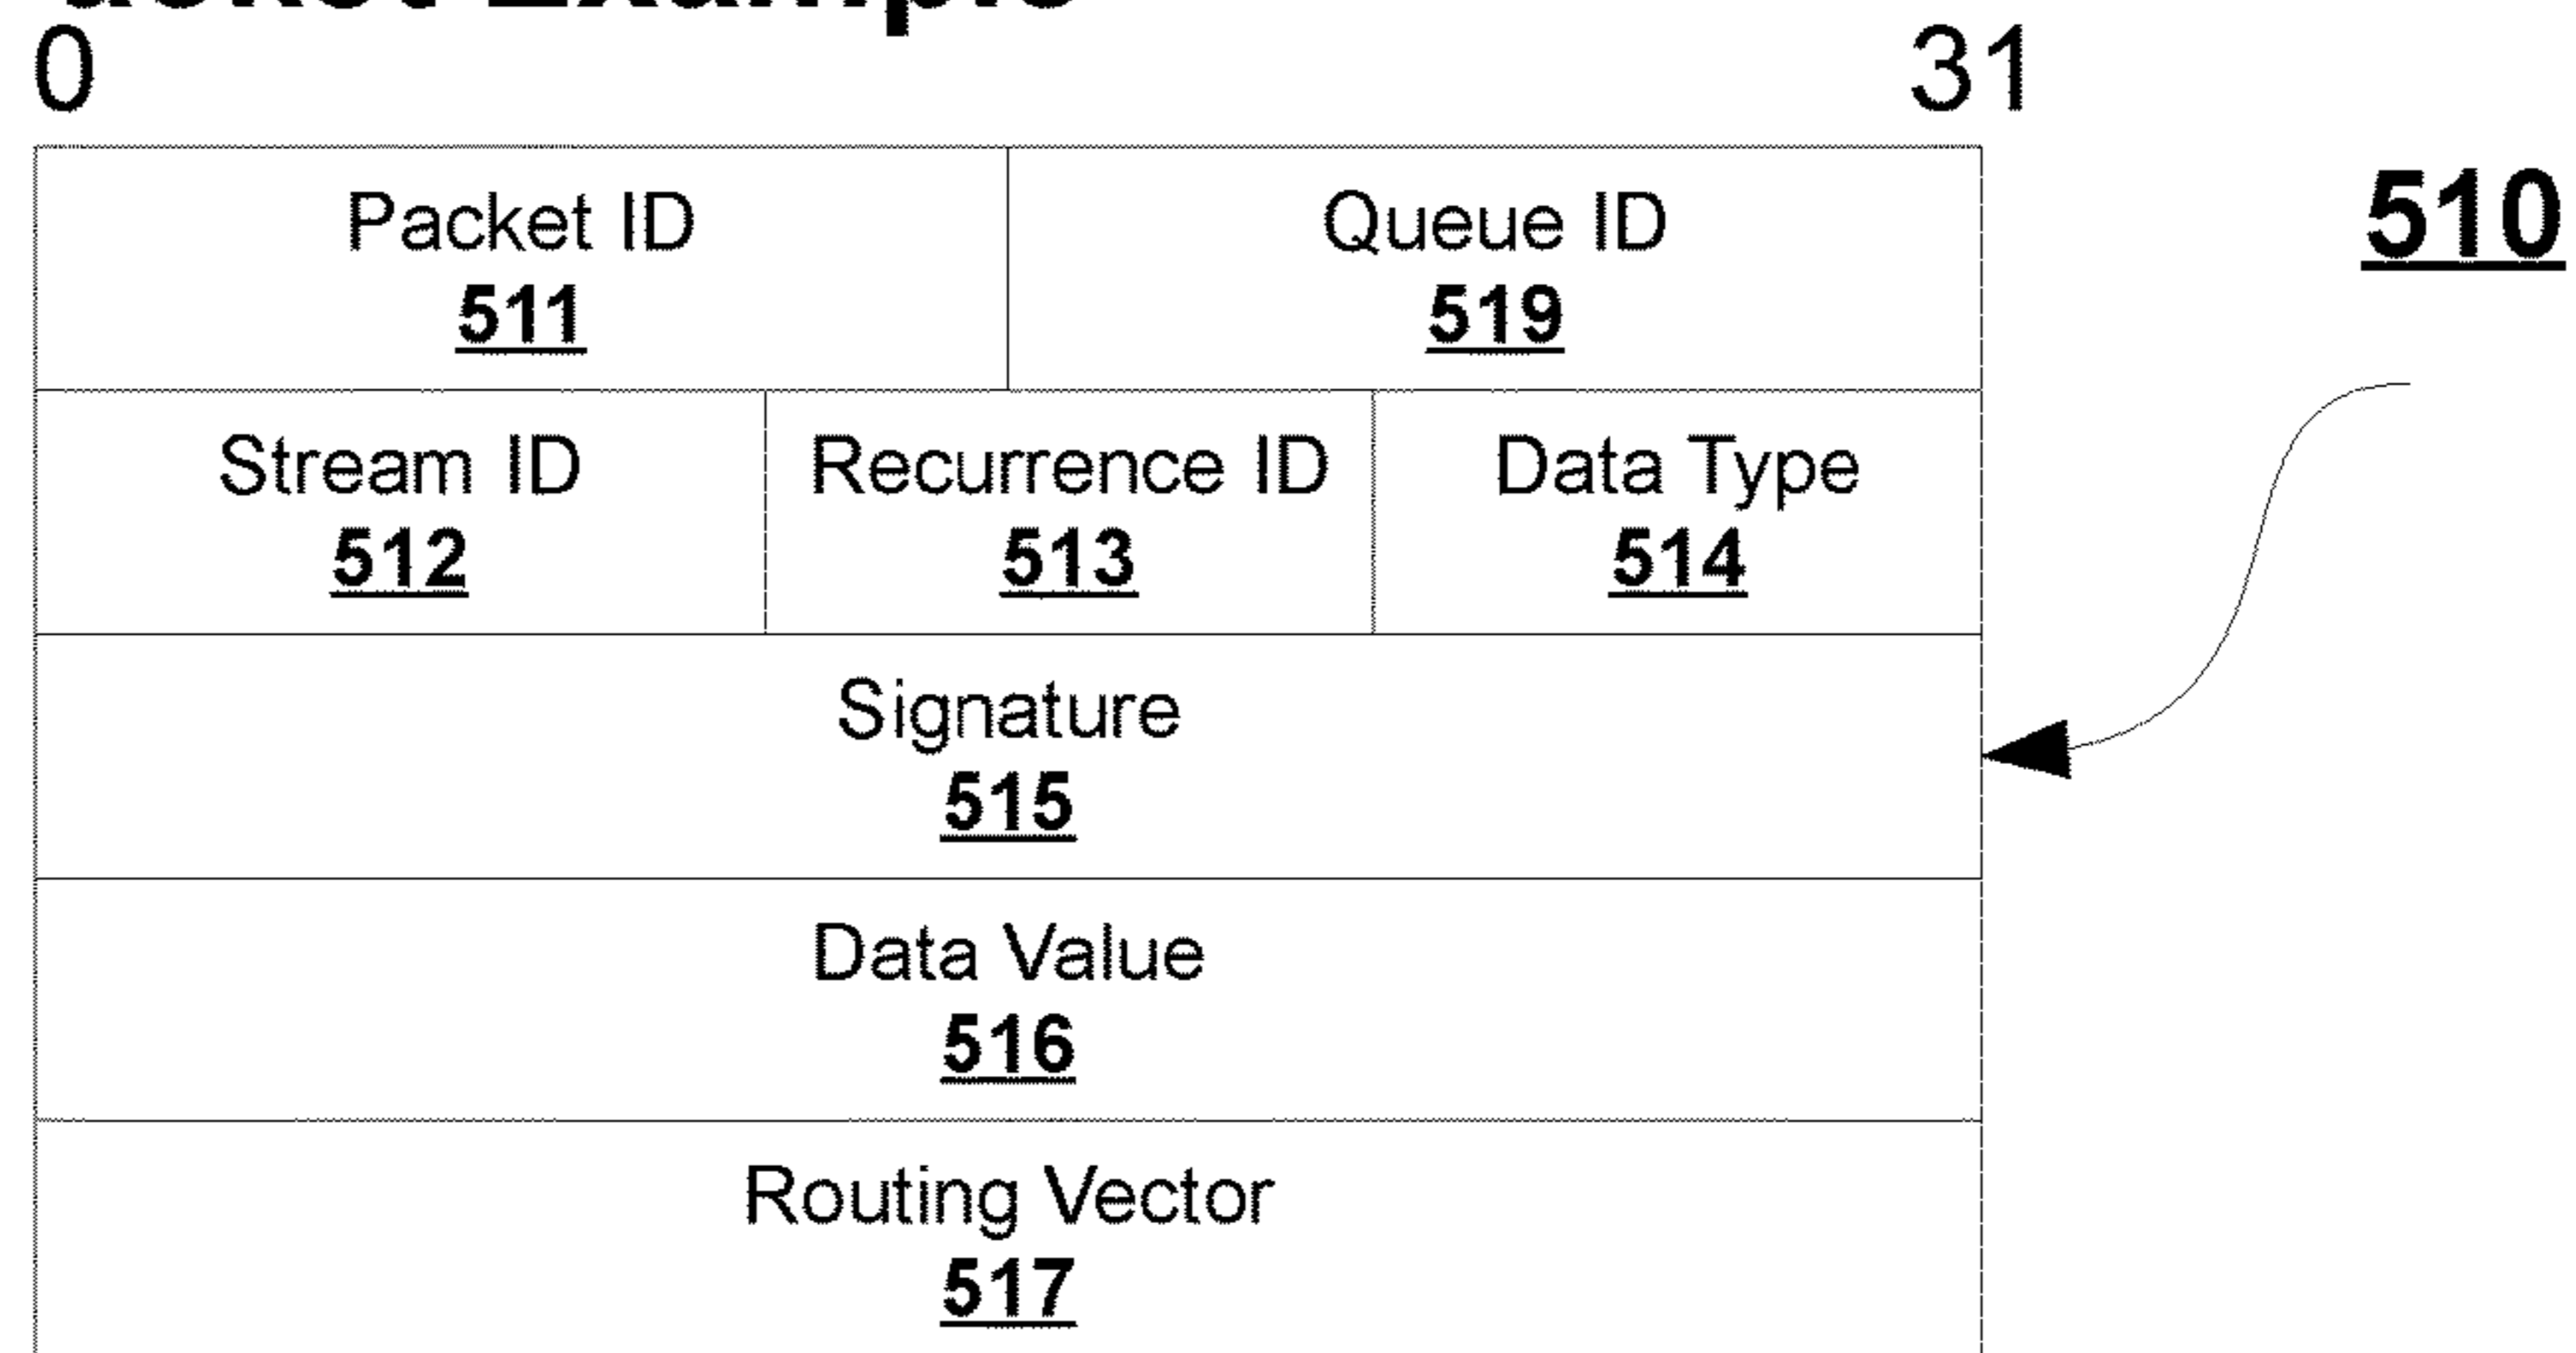 0 31
510
Packet ID Queue ID
511 519
Stream ID Recurrence ID Data Type
512 513 514
Signature
515
Data Value
516
Routing Vector
517